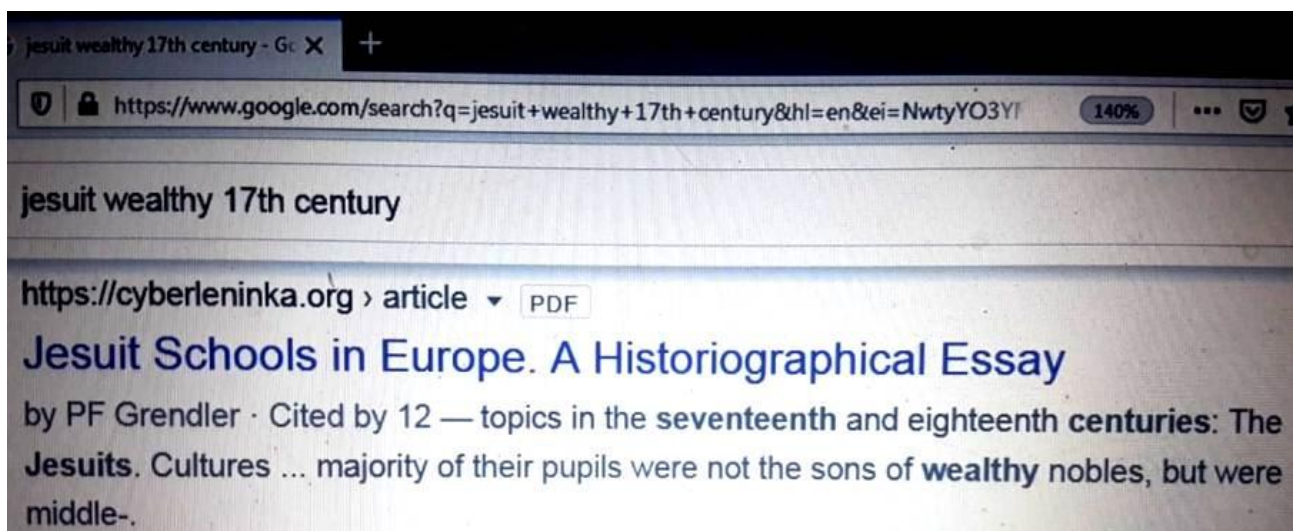 jesuit wealthy 17th century - Go
https://www.google.com/search?q=jesuit+wealthy+17th+century&hl=en&ei=NwtyYO3Y
140%
jesuit wealthy 17th century
https://cyberleninka.org › article PDF
Jesuit Schools in Europe. A Historiographical Essay
by PF Grendler · Cited by 12 — topics in the seventeenth and eighteenth centuries: The
Jesuits. Cultures ... majority of their pupils were not the sons of wealthy nobles, but were
middle-.